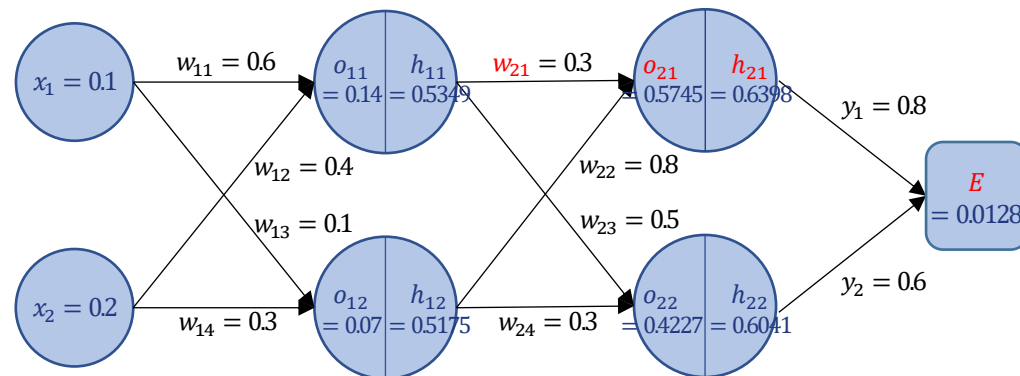 x₁ = 0.1
w₁₁ = 0.6
o₁₁
= 0.14
h₁₁
= 0.5349
w₂₁ = 0.3
o₂₁
= 0.5745
h₂₁
= 0.6398
y₁ = 0.8
w₁₂ = 0.4
w₂₂ = 0.8
E
= 0.0128
w₁₃ = 0.1
w₂₃ = 0.5
x₂ = 0.2
w₁₄ = 0.3
o₁₂
= 0.07
h₁₂
= 0.5175
w₂₄ = 0.3
o₂₂
= 0.4227
h₂₂
= 0.6041
y₂ = 0.6